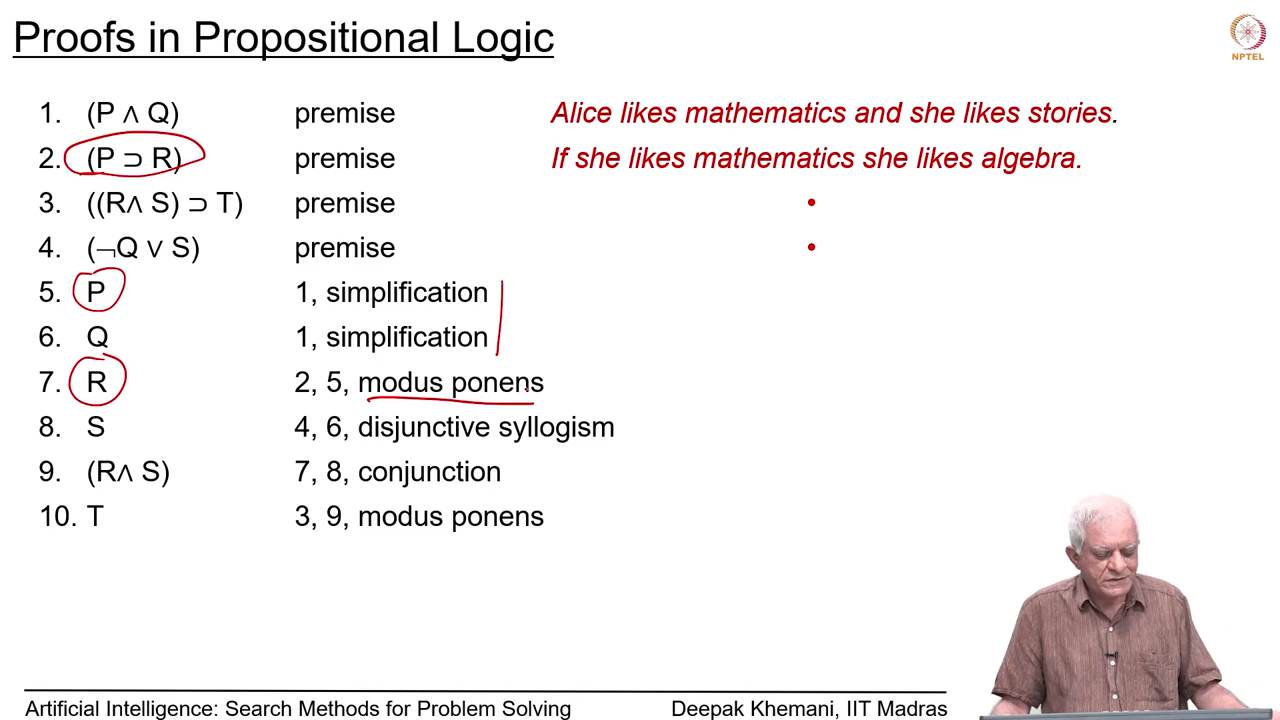 Proofs in Propositional Logic
NPTEL
1. (P ∧ Q) premise Alice likes mathematics and she likes stories.
2. (P ⊃ R) premise If she likes mathematics she likes algebra.
3. ((R∧ S) ⊃ T) premise •
4. (¬Q ∨ S) premise •
5. P 1, simplification
6. Q 1, simplification
7. R 2, 5, modus ponens
8. S 4, 6, disjunctive syllogism
9. (R∧ S) 7, 8, conjunction
10. T 3, 9, modus ponens
Artificial Intelligence: Search Methods for Problem Solving Deepak Khemani, IIT Madras